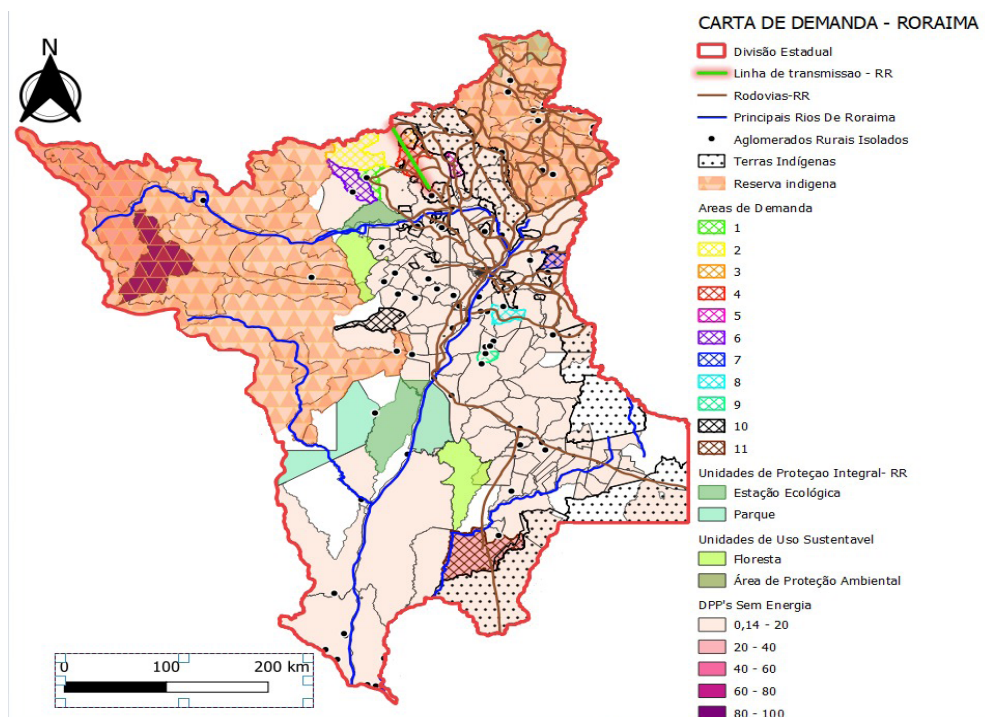 N
CARTA DE DEMANDA - RORAIMA
Divisão Estadual
Linha de transmissao - RR
Rodovias-RR
Principais Rios De Roraima
Aglomerados Rurais Isolados
Terras Indígenas
Reserva indigena
Areas de Demanda
1
2
3
4
5
6
7
8
9
10
11
Unidades de Proteçao Integral- RR
Estação Ecológica
Parque
Unidades de Uso Sustentavel
Floresta
Área de Proteção Ambiental
DPP's Sem Energia
0,14 - 20
20 - 40
40 - 60
60 - 80
80 - 100
0 100 200 km